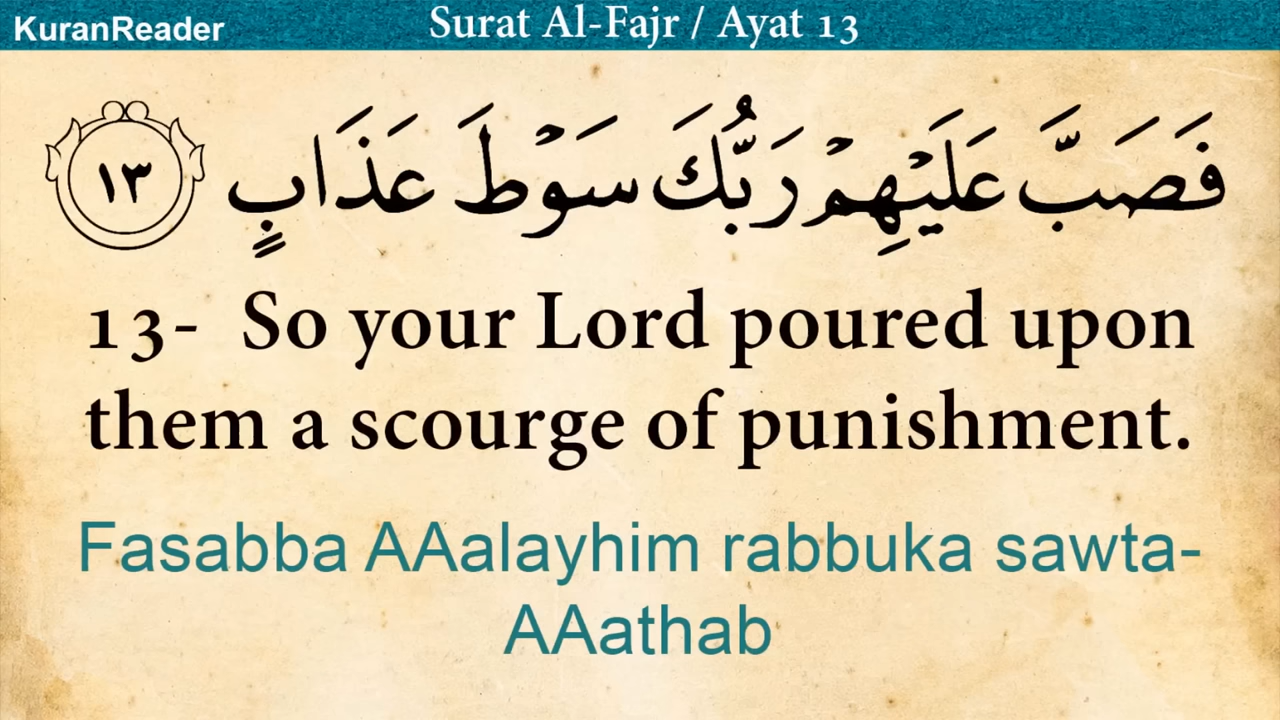 KuranReader
Surat Al-Fajr / Ayat 13
فَصَبَّ عَلَيْهِمْ رَبُّكَ سَوْطَ عَذَابٍ ١٣
13- So your Lord poured upon
them a scourge of punishment.
Fasabba AAalayhim rabbuka sawta-
AAathab